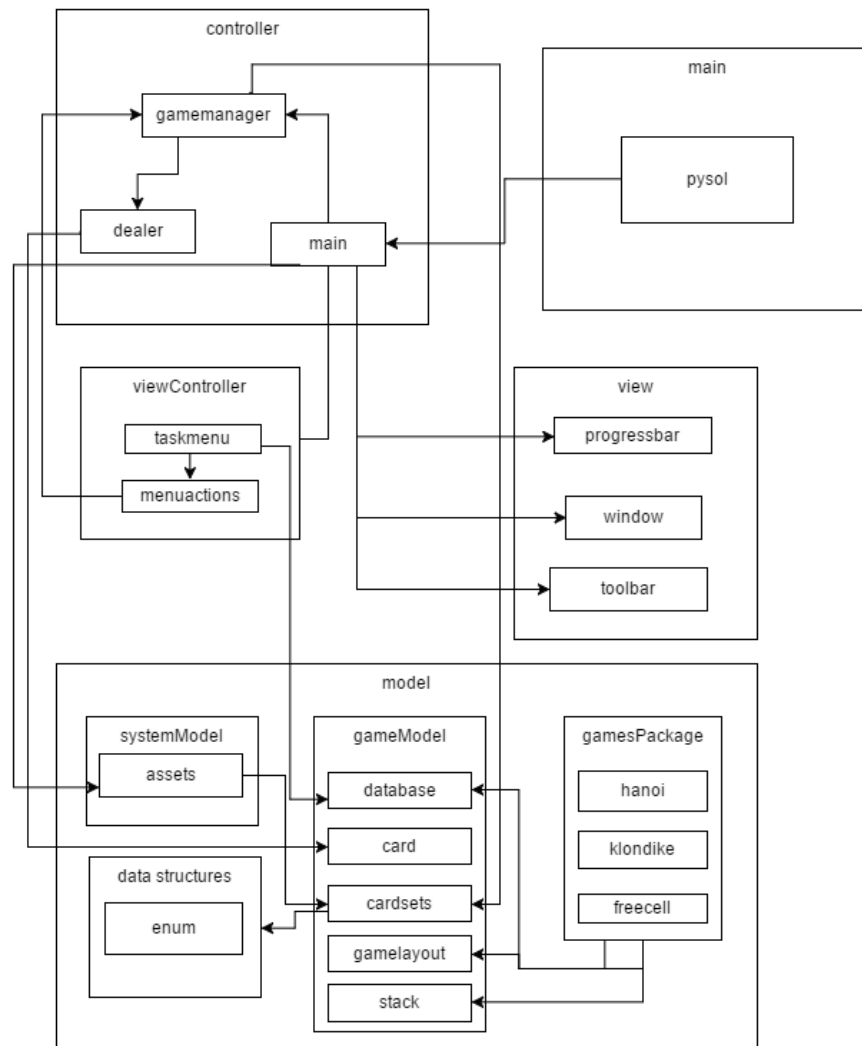 controller
gamemanager
dealer
main
main
pysol
viewController
taskmenu
menuactions
view
progressbar
window
toolbar
model
systemModel
assets
data structures
enum
gameModel
database
card
cardsets
gamelayout
stack
gamesPackage
hanoi
klondike
freecell